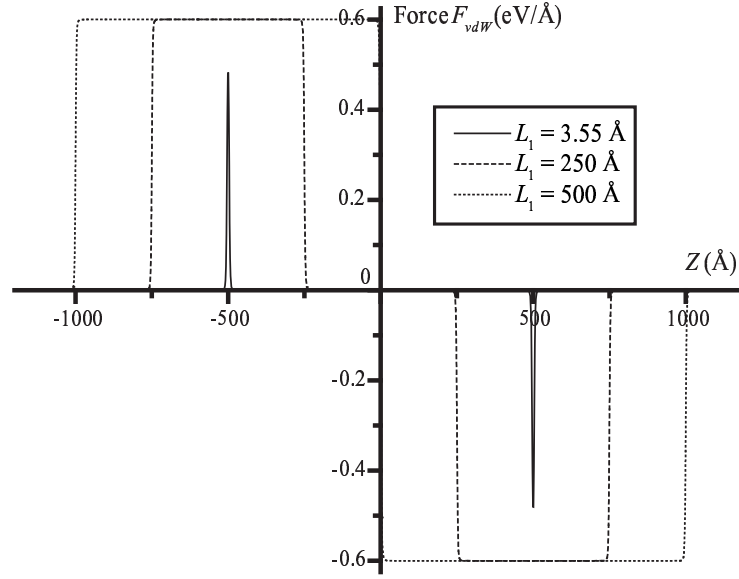 0.6
Force F_vdW (eV/Å)
0.4
L₁ = 3.55 Å
L₁ = 250 Å
L₁ = 500 Å
0.2
0
Z (Å)
-1000
-500
500
1000
-0.2
-0.4
-0.6